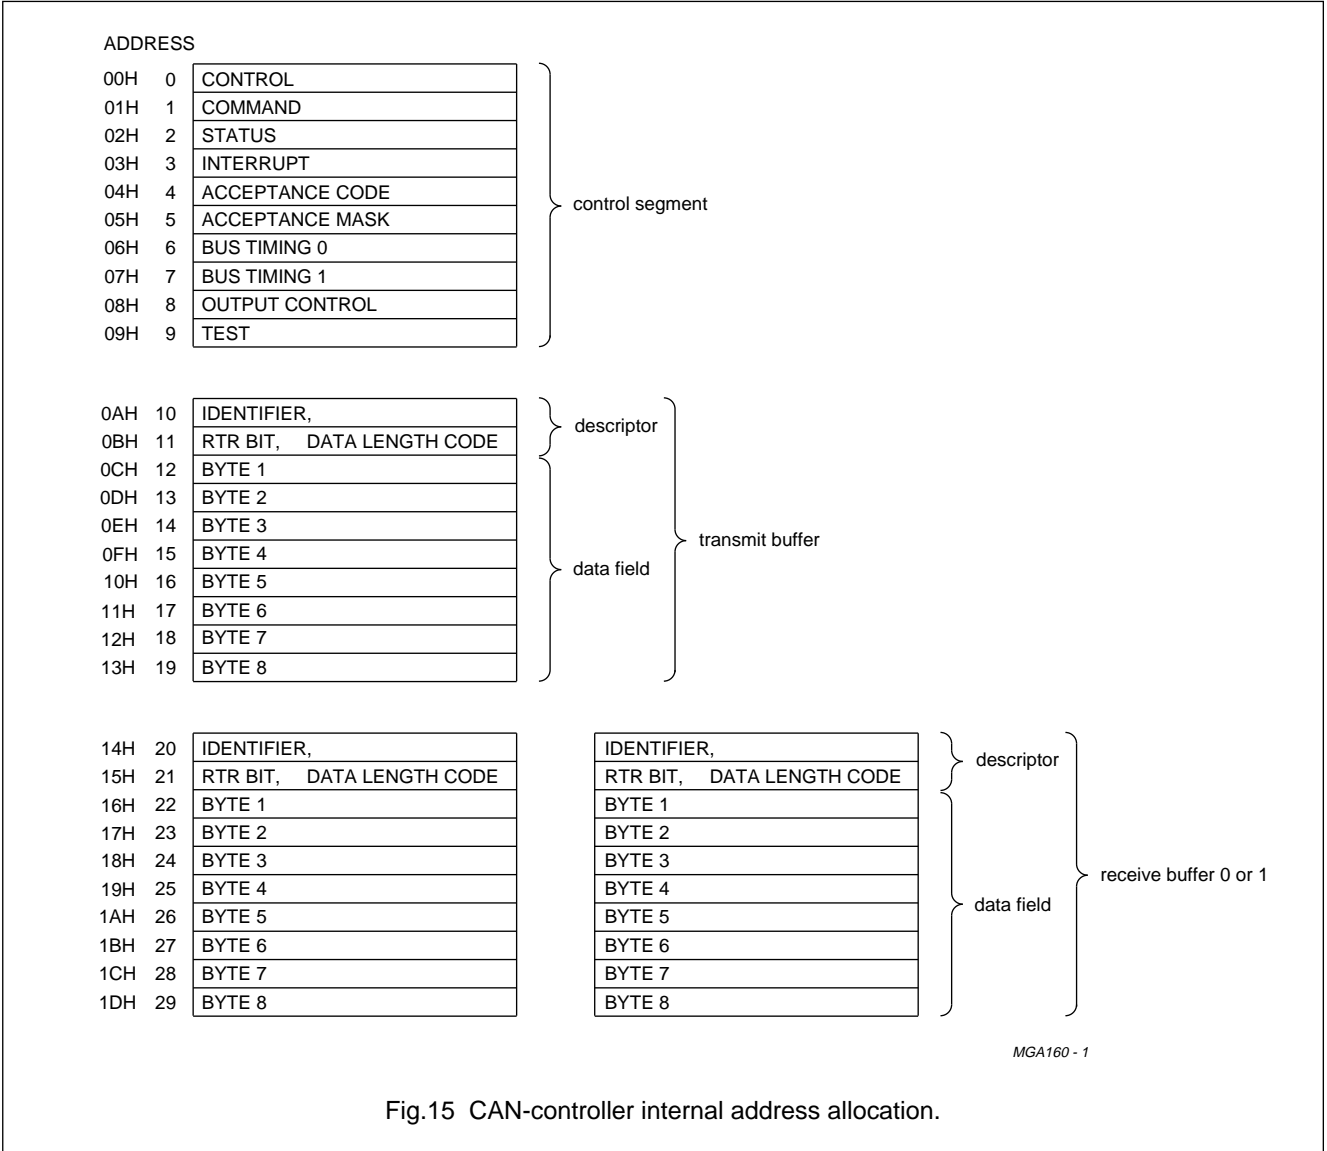 ADDRESS
00H 0 CONTROL
01H 1 COMMAND
02H 2 STATUS
03H 3 INTERRUPT
04H 4 ACCEPTANCE CODE
control segment
05H 5 ACCEPTANCE MASK
06H 6 BUS TIMING 0
07H 7 BUS TIMING 1
08H 8 OUTPUT CONTROL
09H 9 TEST
0AH 10 IDENTIFIER,
descriptor
0BH 11 RTR BIT, DATA LENGTH CODE
0CH 12 BYTE 1
0DH 13 BYTE 2
0EH 14 BYTE 3
transmit buffer
0FH 15 BYTE 4
data field
10H 16 BYTE 5
11H 17 BYTE 6
12H 18 BYTE 7
13H 19 BYTE 8
14H 20 IDENTIFIER, IDENTIFIER,
descriptor
15H 21 RTR BIT, DATA LENGTH CODE RTR BIT, DATA LENGTH CODE
16H 22 BYTE 1 BYTE 1
17H 23 BYTE 2 BYTE 2
18H 24 BYTE 3 BYTE 3
receive buffer 0 or 1
19H 25 BYTE 4 BYTE 4
data field
1AH 26 BYTE 5 BYTE 5
1BH 27 BYTE 6 BYTE 6
1CH 28 BYTE 7 BYTE 7
1DH 29 BYTE 8 BYTE 8
MGA160 - 1
Fig.15 CAN-controller internal address allocation.